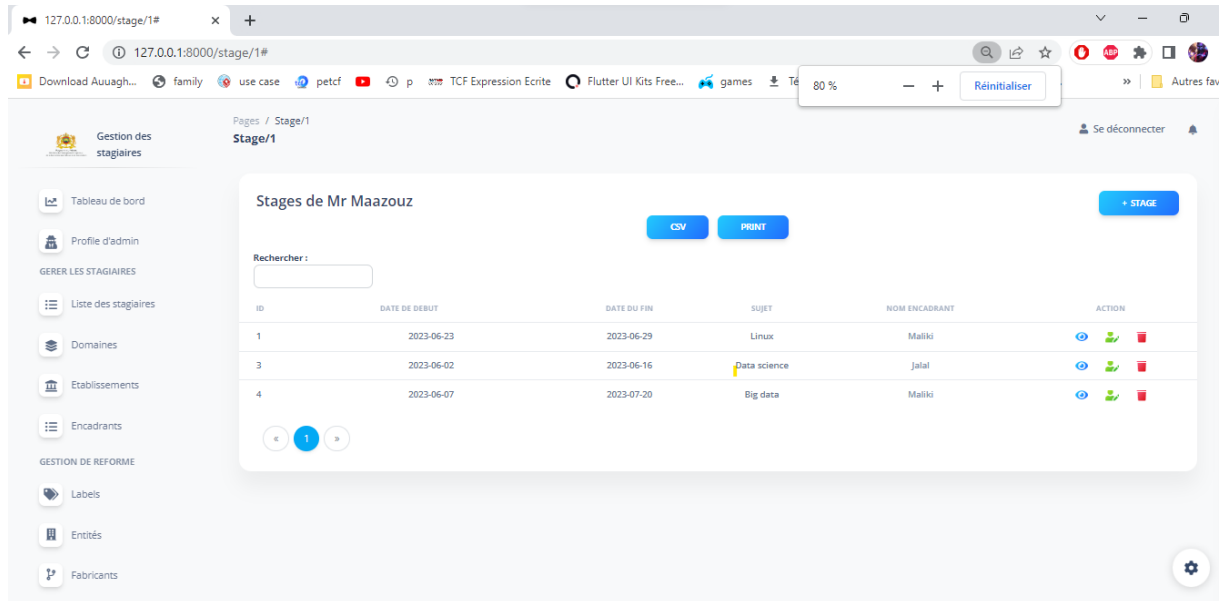 127.0.0.1:8000/stage/1#
127.0.0.1:8000/stage/1#
Download Auuagh... family use case petcf p TCF Expression Ecrite Flutter UI Kits Free... games Té » Autres fav
80 % − + Réinitialiser
Gestion des
stagiaires
Pages / Stage/1
Stage/1
Se déconnecter
Tableau de bord
Profile d'admin
GERER LES STAGIAIRES
Liste des stagiaires
Domaines
Etablissements
Encadrants
GESTION DE REFORME
Labels
Entités
Fabricants
Stages de Mr Maazouz
+ STAGE
CSV PRINT
Rechercher :
ID DATE DE DEBUT DATE DU FIN SUJET NOM ENCADRANT ACTION
1 2023-06-23 2023-06-29 Linux Maliki
3 2023-06-02 2023-06-16 Data science Jalal
4 2023-06-07 2023-07-20 Big data Maliki
« 1 »